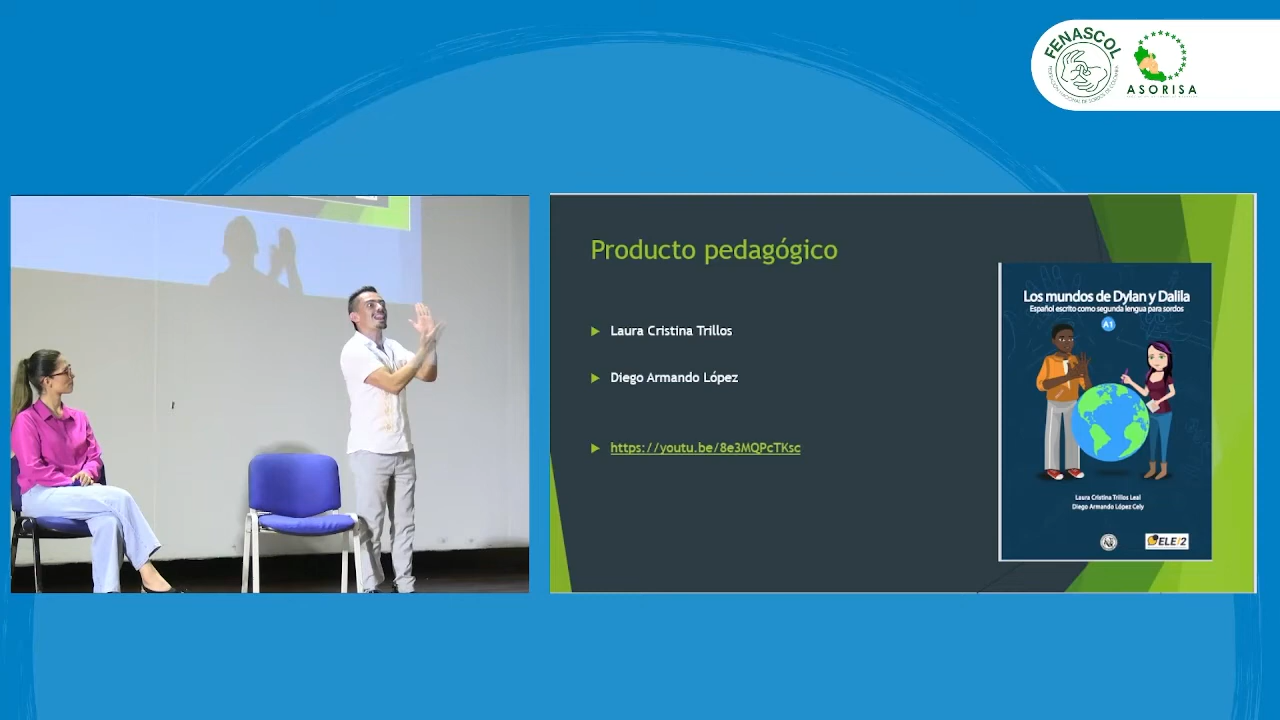 FENASCOL
ASORISA
Producto pedagógico
Laura Cristina Trillos
Diego Armando López
https://youtu.be/8e3MQPcTKsc
Los mundos de Dylan y Dalila
Español escrito como segunda lengua para sordos
A1
Laura Cristina Trillos Leal
Diego Armando López Cely